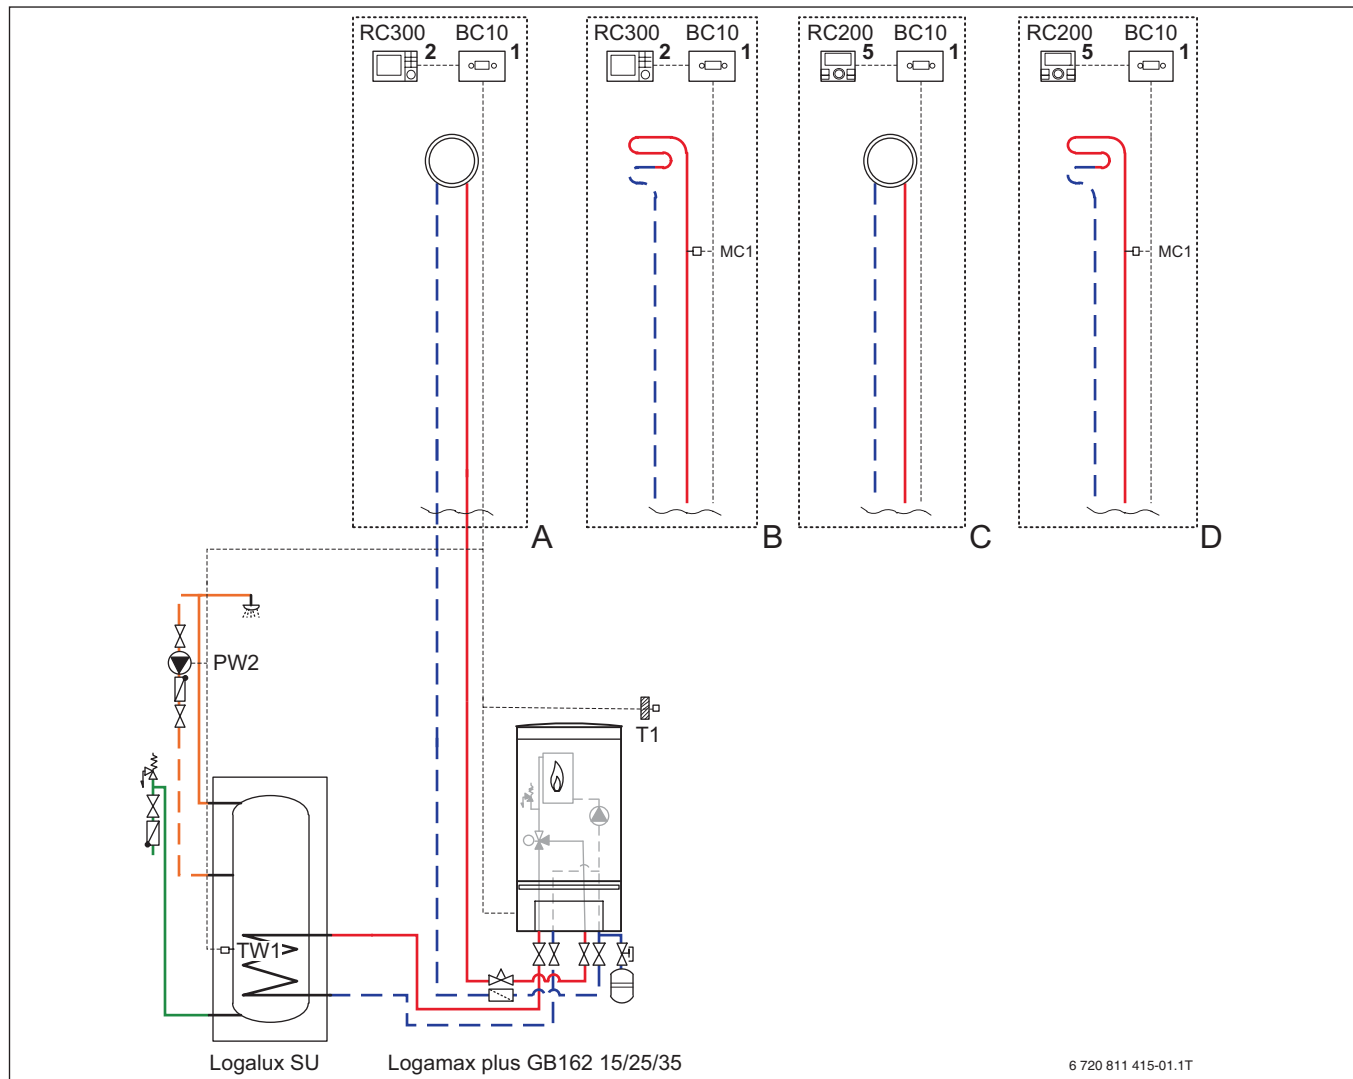 RC300 BC10 RC300 BC10 RC200 BC10 RC200 BC10
2 1 2 1 5 1 5 1
MC1 MC1
A B C D
PW2
T1
TW1
Logalux SU Logamax plus GB162 15/25/35
6 720 811 415-01.1T